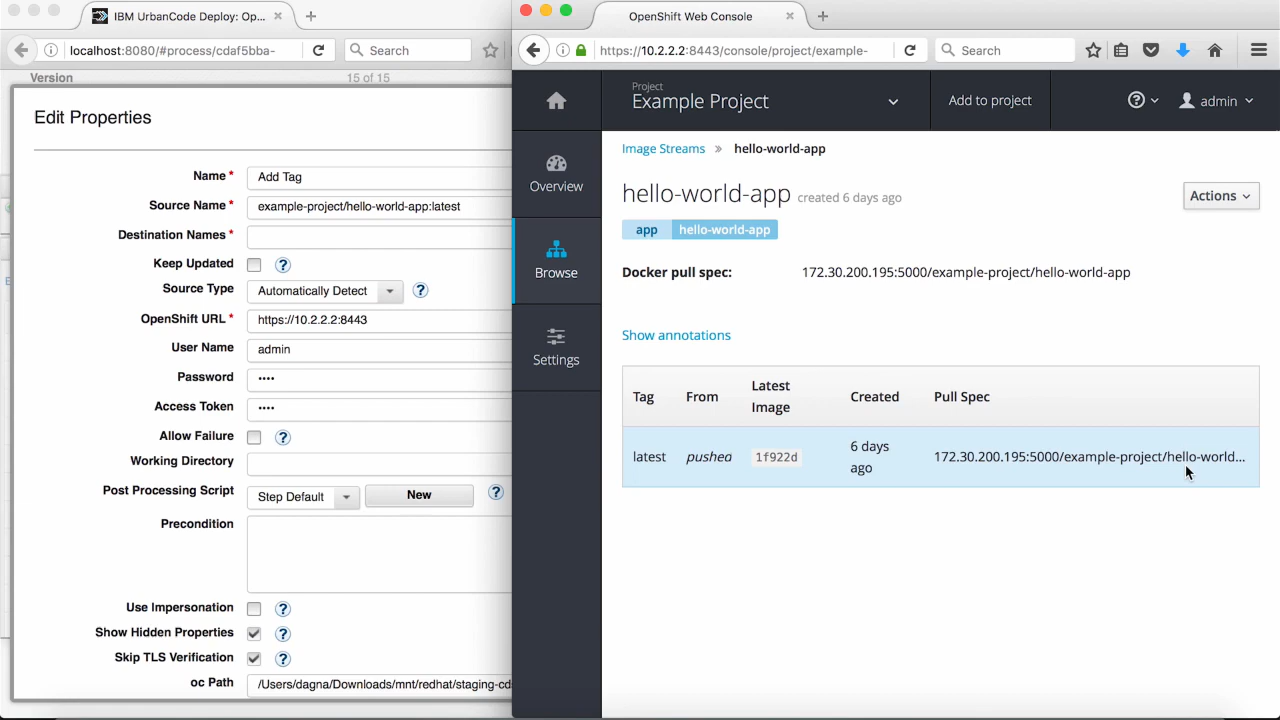 IBM UrbanCode Deploy: Op...
localhost:8080/#process/cdaf5bba-
Search
Version
15 of 15
Edit Properties
Name *
Add Tag
Source Name *
example-project/hello-world-app:latest
Destination Names *
Keep Updated
Source Type
Automatically Detect
OpenShift URL *
https://10.2.2.2:8443
User Name
admin
Password
••••
Access Token
••••
Allow Failure
Working Directory
Post Processing Script
Step Default
New
Precondition
Use Impersonation
Show Hidden Properties
Skip TLS Verification
oc Path
/Users/dagna/Downloads/mnt/redhat/staging-cd
OpenShift Web Console
https://10.2.2.2:8443/console/project/example-
Search
Project
Example Project
Add to project
admin
Overview
Browse
Settings
Image Streams » hello-world-app
hello-world-app created 6 days ago
Actions
app hello-world-app
Docker pull spec: 172.30.200.195:5000/example-project/hello-world-app
Show annotations
Tag From Latest Image Created Pull Spec
latest pushed 1f922d 6 days ago 172.30.200.195:5000/example-project/hello-world...